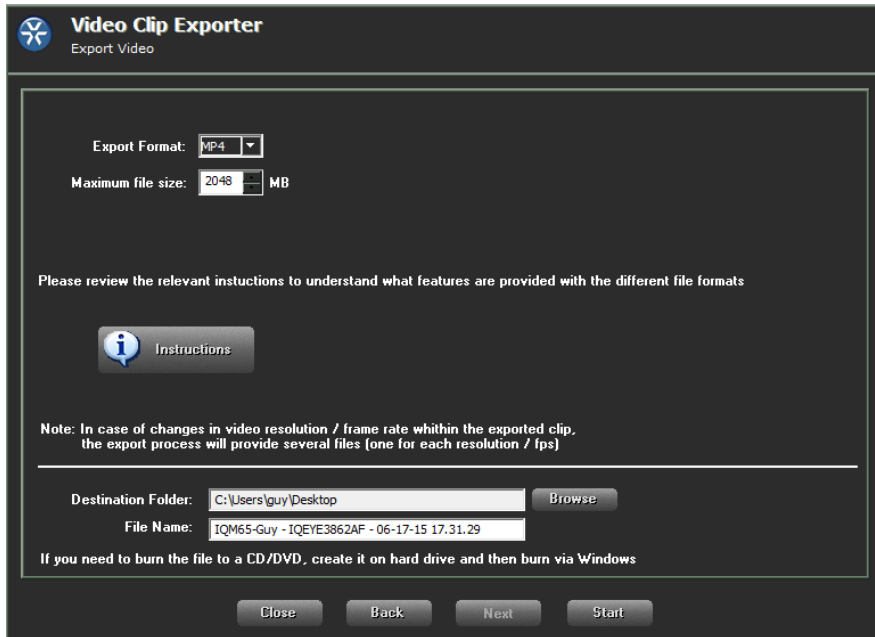 Video Clip Exporter
Export Video
Export Format: MP4
Maximum file size: 2048 MB
Please review the relevant instuctions to understand what features are provided with the different file formats
Instructions
Note: In case of changes in video resolution / frame rate whithin the exported clip,
the export process will provide several files (one for each resolution / fps)
Destination Folder: C:\Users\guy\Desktop Browse
File Name: IQM65-Guy - IQEYE3862AF - 06-17-15 17.31.29
If you need to burn the file to a CD/DVD, create it on hard drive and then burn via Windows
Close Back Next Start